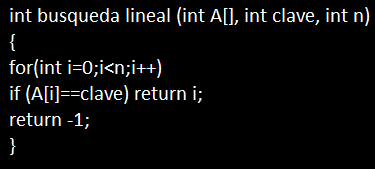 int busqueda lineal (int A[], int clave, int n)
{
for(int i=0;i<n;i++)
if (A[i]==clave) return i;
return -1;
}